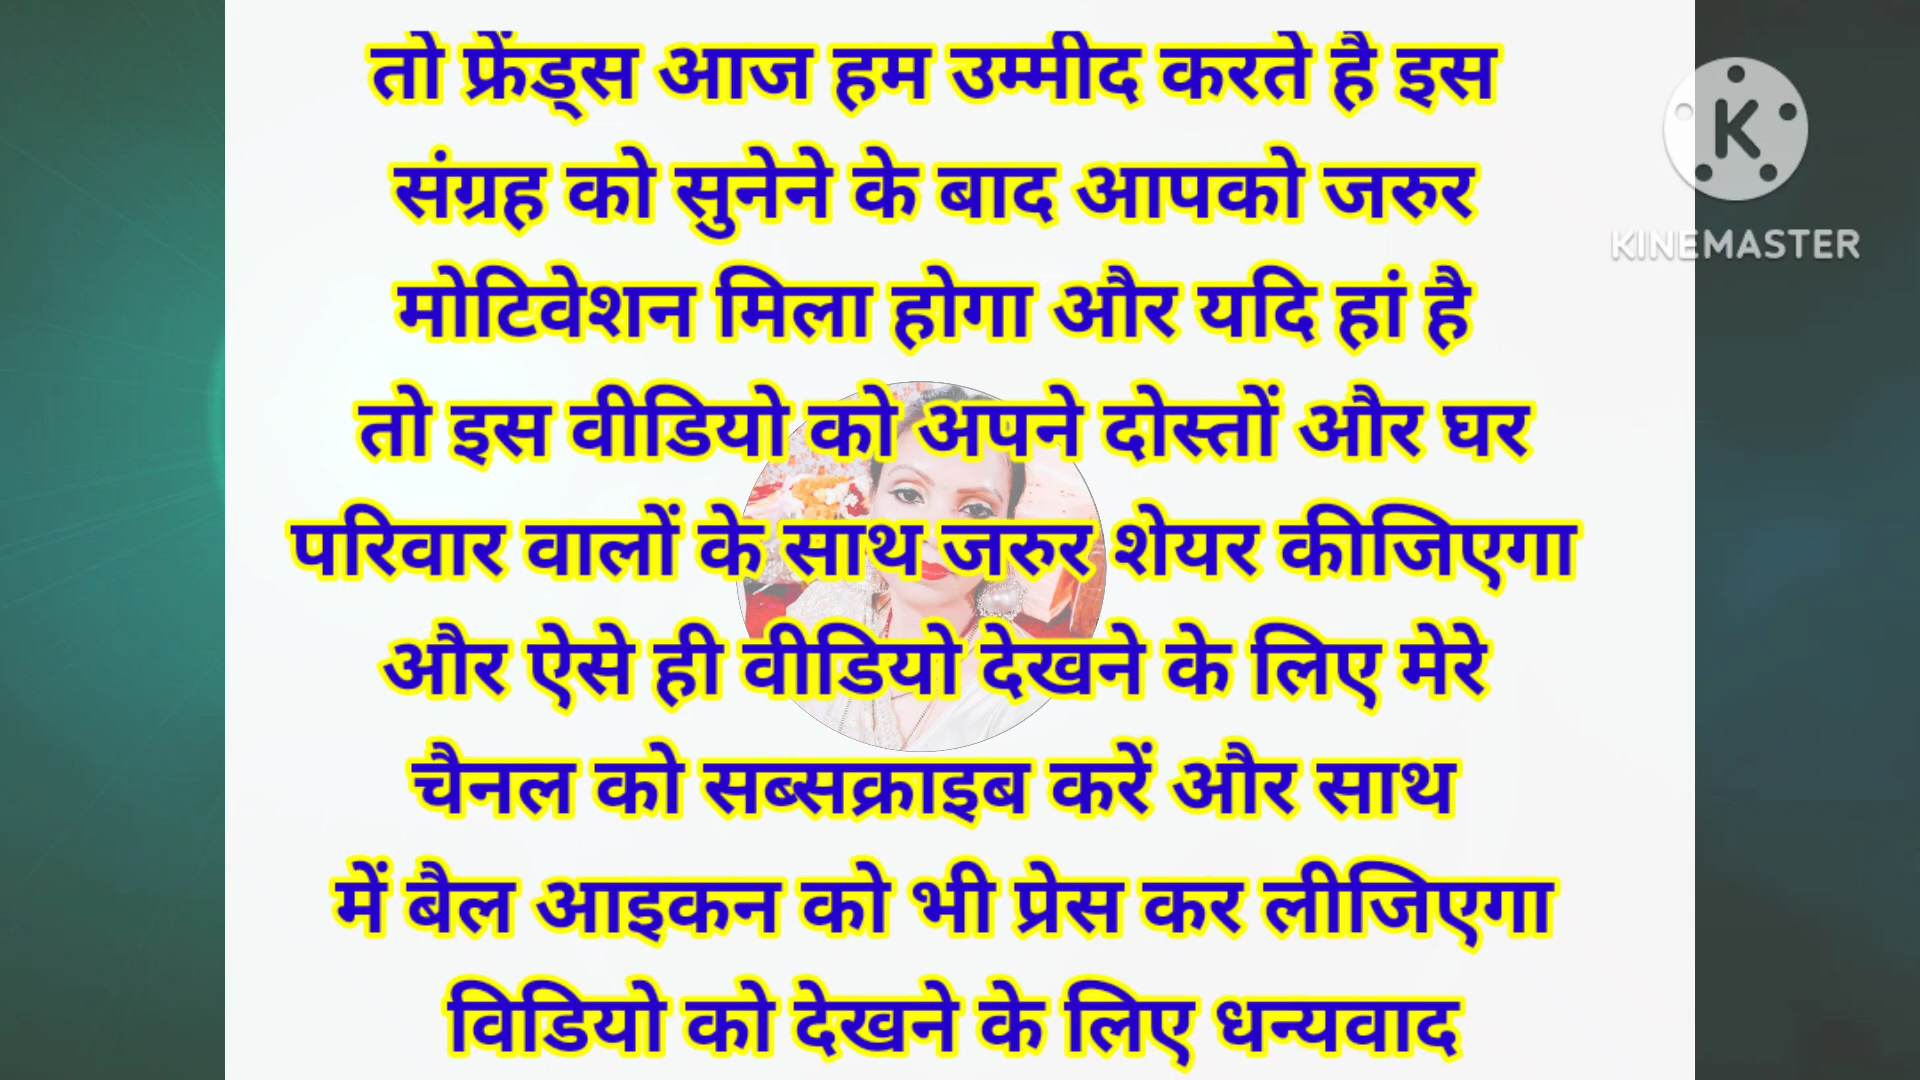 तो फ्रेंड्स आज हम उम्मीद करते है इस
संग्रह को सुनेने के बाद आपको जरुर
मोटिवेशन मिला होगा और यदि हां है
तो इस वीडियो को अपने दोस्तों और घर
परिवार वालों के साथ जरुर शेयर कीजिएगा
और ऐसे ही वीडियो देखने के लिए मेरे
चैनल को सब्सक्राइब करें और साथ
में बैल आइकन को भी प्रेस कर लीजिएगा
विडियो को देखने के लिए धन्यवाद
K
KINEMASTER